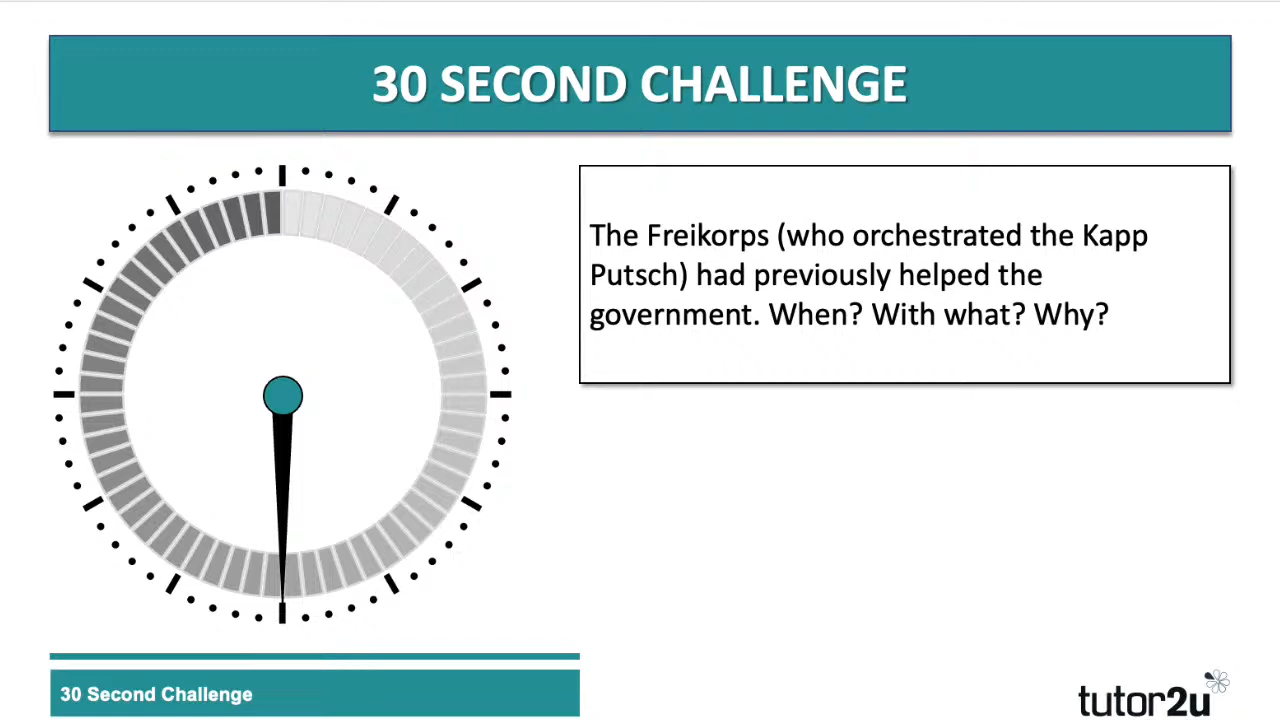 30 SECOND CHALLENGE
The Freikorps (who orchestrated the Kapp
Putsch) had previously helped the
government. When? With what? Why?
30 Second Challenge
tutor2u